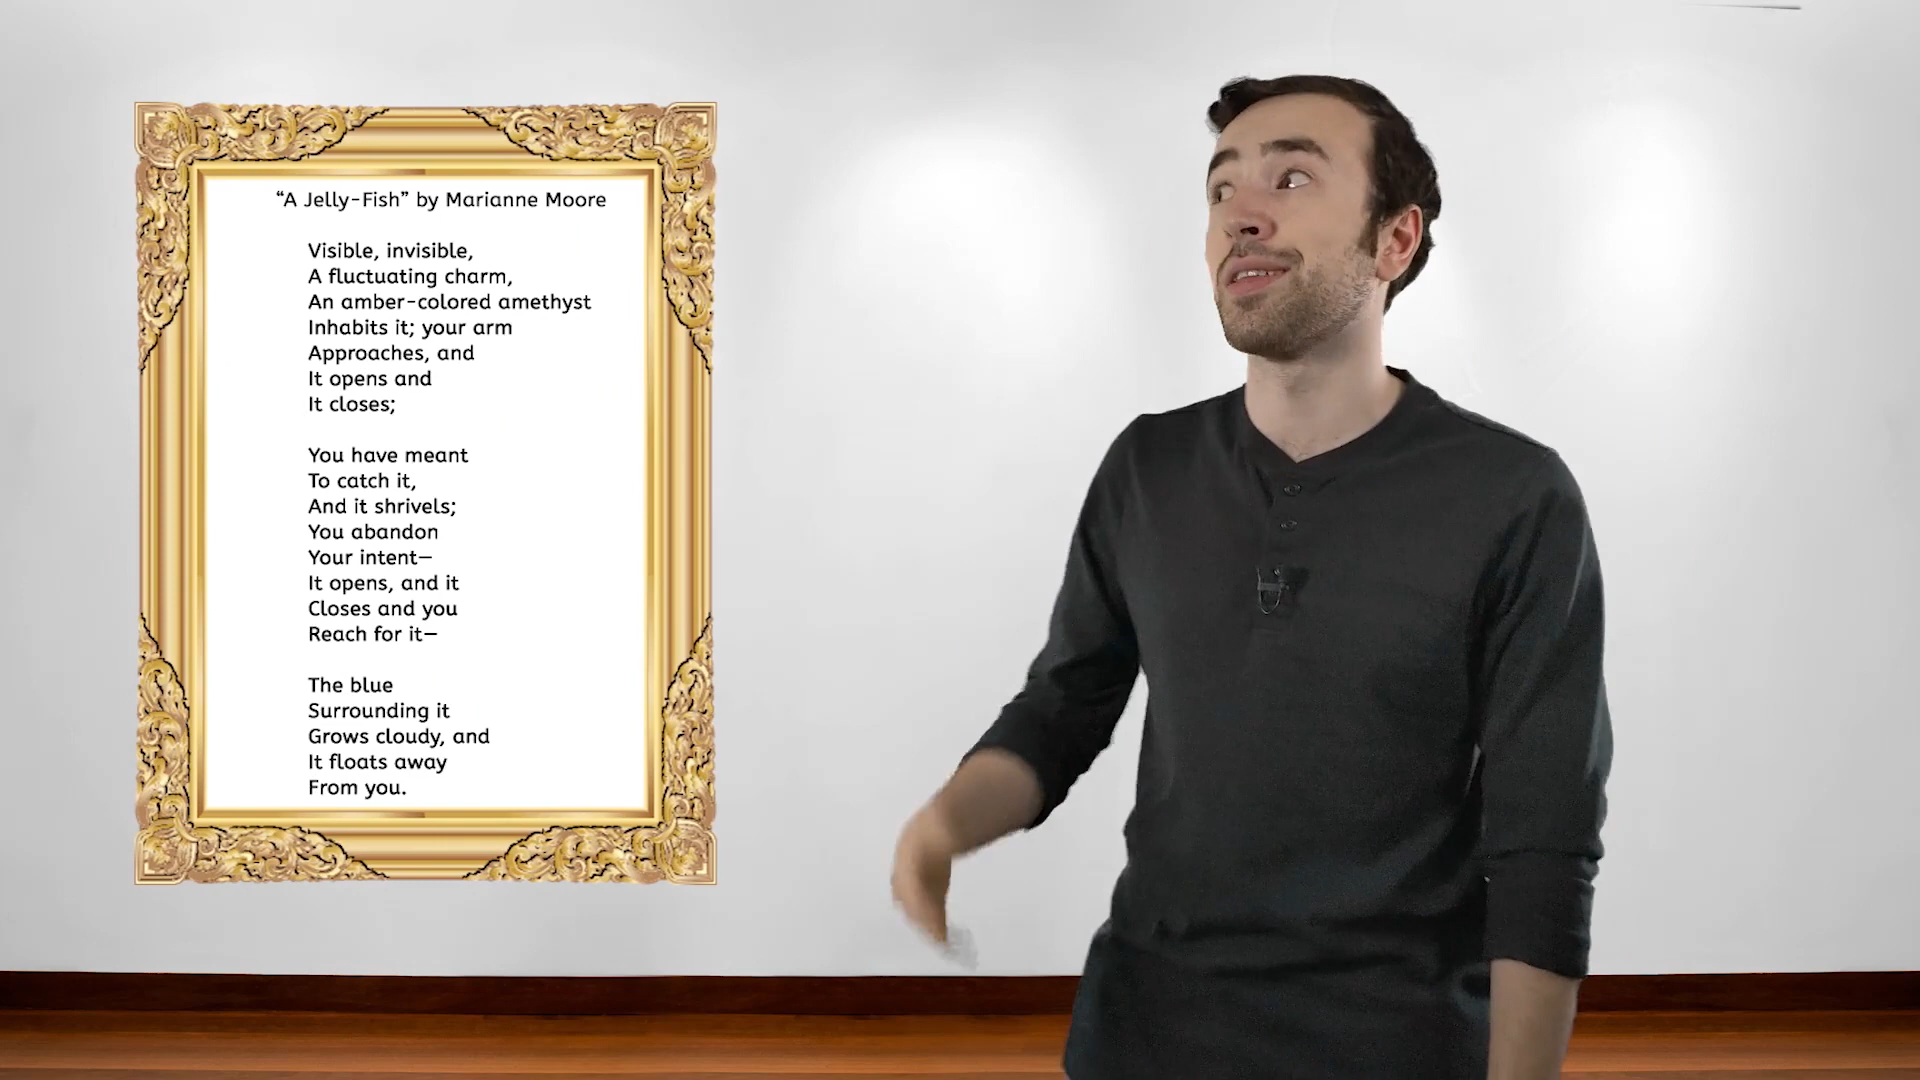 “A Jelly-Fish” by Marianne Moore
Visible, invisible,
A fluctuating charm,
An amber-colored amethyst
Inhabits it; your arm
Approaches, and
It opens and
It closes;
You have meant
To catch it,
And it shrivels;
You abandon
Your intent—
It opens, and it
Closes and you
Reach for it—
The blue
Surrounding it
Grows cloudy, and
It floats away
From you.